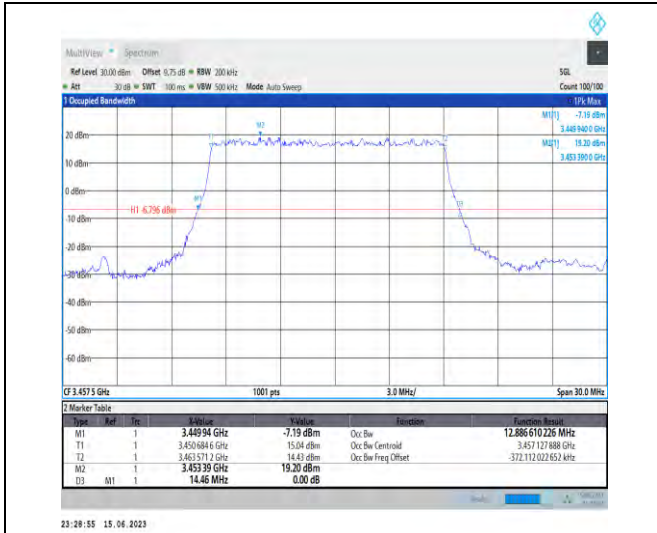 MultiView Spectrum
Ref Level 30.00 dBm Offset 9.75 dB RBW 200 kHz SGL
Att 30 dB SWT 100 ms VBW 500 kHz Mode Auto Sweep Count 100/100
1 Occupied Bandwidth 1Pk Max
M1[1] -7.19 dBm
3.449 940 0 GHz
M2[1] 19.20 dBm
3.453 390 0 GHz
M2
T1
20 dBm
10 dBm
0 dBm
M1
D3
H1 -6.796 dBm
-10 dBm
-20 dBm
-30 dBm
-40 dBm
-50 dBm
-60 dBm
CF 3.457 5 GHz 1001 pts 3.0 MHz/ Span 30.0 MHz
2 Marker Table
Type Ref Trc X-Value Y-Value Function Function Result
M1 1 3.449 94 GHz -7.19 dBm Occ Bw 12.886 610 226 MHz
T1 1 3.450 684 6 GHz 15.04 dBm Occ Bw Centroid 3.457 127 888 GHz
T2 1 3.463 571 2 GHz 14.43 dBm Occ Bw Freq Offset -372.112 022 652 kHz
M2 1 3.453 39 GHz 19.20 dBm
D3 M1 1 14.46 MHz 0.00 dB
23:28:55 15.06.2023